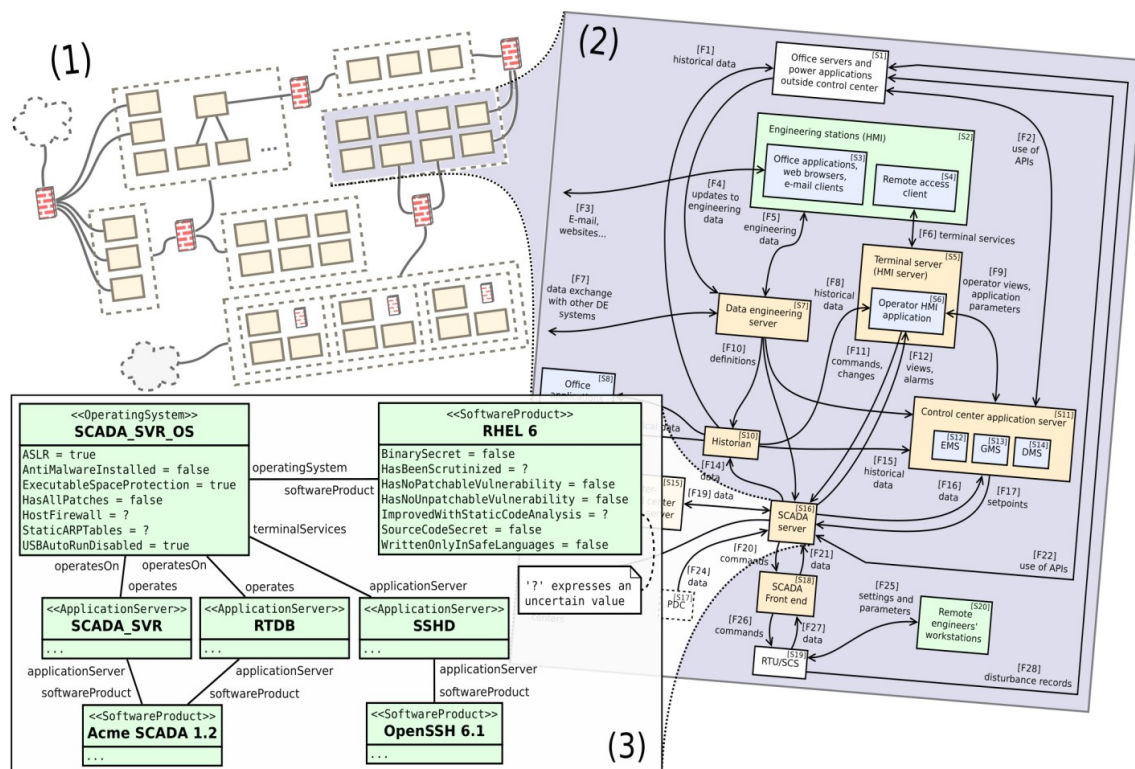 (1)
...
(2)
[S1]
Office servers and
power applications
outside control center
[F1]
historical data
[F2]
use of
APIs
[S2]
Engineering stations (HMI)
[S3]
Office applications,
web browsers,
e-mail clients
[S4]
Remote access
client
[F3]
E-mail,
websites...
[F4]
updates to
engineering
data
[F5]
engineering
data
[F6] terminal services
[S5]
Terminal server
(HMI server)
[S6]
Operator HMI
application
[F7]
data exchange
with other DE
systems
[S7]
Data engineering
server
[F8]
historical
data
[F9]
operator views,
application
parameters
[F10]
definitions
[F11]
commands,
changes
[F12]
views,
alarms
[S8]
Office
[S10]
Historian
[S11]
Control center application server
[S12]
EMS
[S13]
GMS
[S14]
DMS
[F14]
data
[F15]
historical
data
[F16]
data
[F17]
setpoints
[S15]
[F19] data
[S16]
SCADA
server
[F20]
commands
[F21]
data
[F22]
use of APIs
[F24]
data
[S17]
PDC
[S18]
SCADA
Front end
[F25]
settings and
parameters
[S20]
Remote
engineers'
workstations
[F26]
commands
[F27]
data
[S19]
RTU/SCS
[F28]
disturbance records
<<OperatingSystem>>
SCADA_SVR_OS
ASLR = true
AntiMalwareInstalled = false
ExecutableSpaceProtection = true
HasAllPatches = false
HostFirewall = ?
StaticARPTables = ?
USBAutoRunDisabled = true
operatingSystem
softwareProduct
<<SoftwareProduct>>
RHEL 6
BinarySecret = false
HasBeenScrutinized = ?
HasNoPatchableVulnerability = false
HasNoUnpatchableVulnerability = false
ImprovedWithStaticCodeAnalysis = ?
SourceCodeSecret = false
WrittenOnlyInSafeLanguages = false
terminalServices
operatesOn
operatesOn
operates
operates
applicationServer
'?' expresses an
uncertain value
<<ApplicationServer>>
SCADA_SVR
...
<<ApplicationServer>>
RTDB
...
<<ApplicationServer>>
SSHD
...
applicationServer
softwareProduct
applicationServer
softwareProduct
applicationServer
softwareProduct
<<SoftwareProduct>>
Acme SCADA 1.2
...
<<SoftwareProduct>>
OpenSSH 6.1
...
(3)